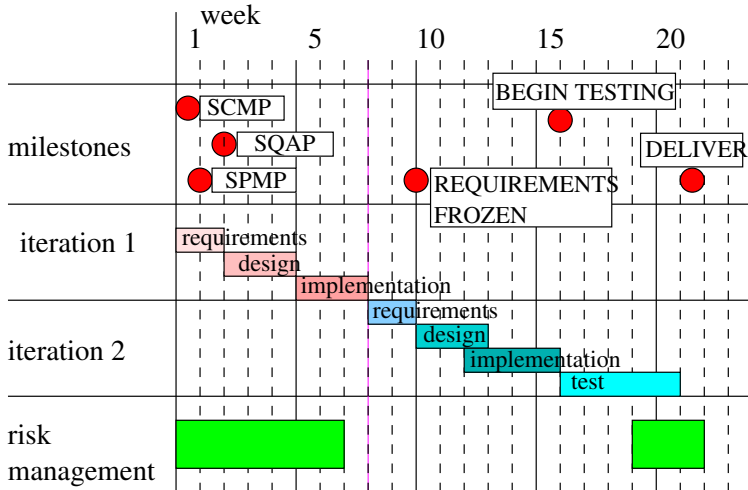 week
1 5 10 15 20
BEGIN TESTING
SCMP
milestones
SQAP
DELIVER
SPMP
REQUIREMENTS
FROZEN
iteration 1
requirements
design
implementation
iteration 2
requirements
design
implementation
test
risk
management